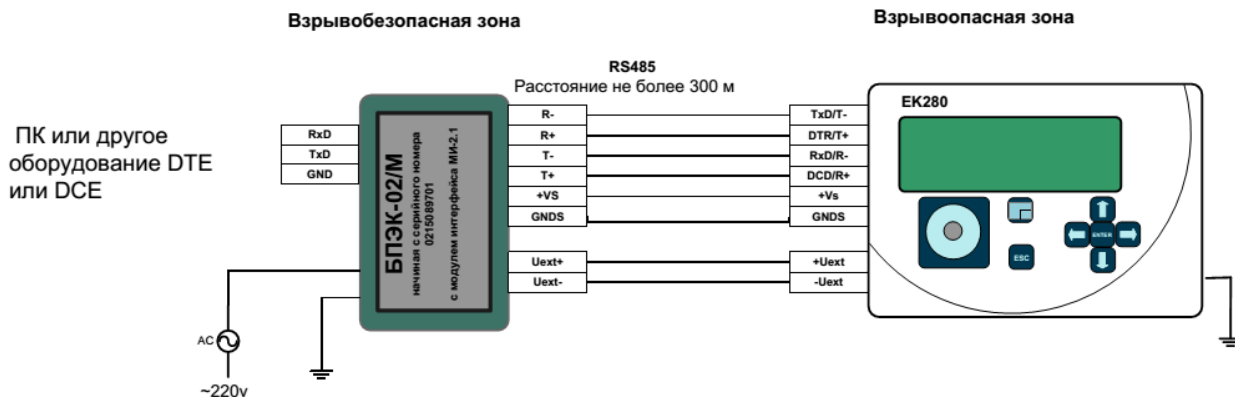 Взрывобезопасная зона
Взрывоопасная зона
RS485
Расстояние не более 300 м
ПК или другое
оборудование DTE
или DCE
RxD
TxD
GND
БПЭК-02/М
начиная с серийного номера
0215089701
с модулем интерфейса МИ-2.1
R-
R+
T-
T+
+VS
GNDS
Uext+
Uext-
TxD/T-
DTR/T+
RxD/R-
DCD/R+
+Vs
GNDS
+Uext
-Uext
EK280
ENTER
ESC
AC
~220v